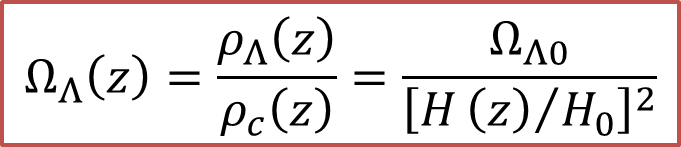 Ω_Λ(z) = ρ_Λ(z)/ρ_c(z) = Ω_Λ0/[H (z)/H_0]^2